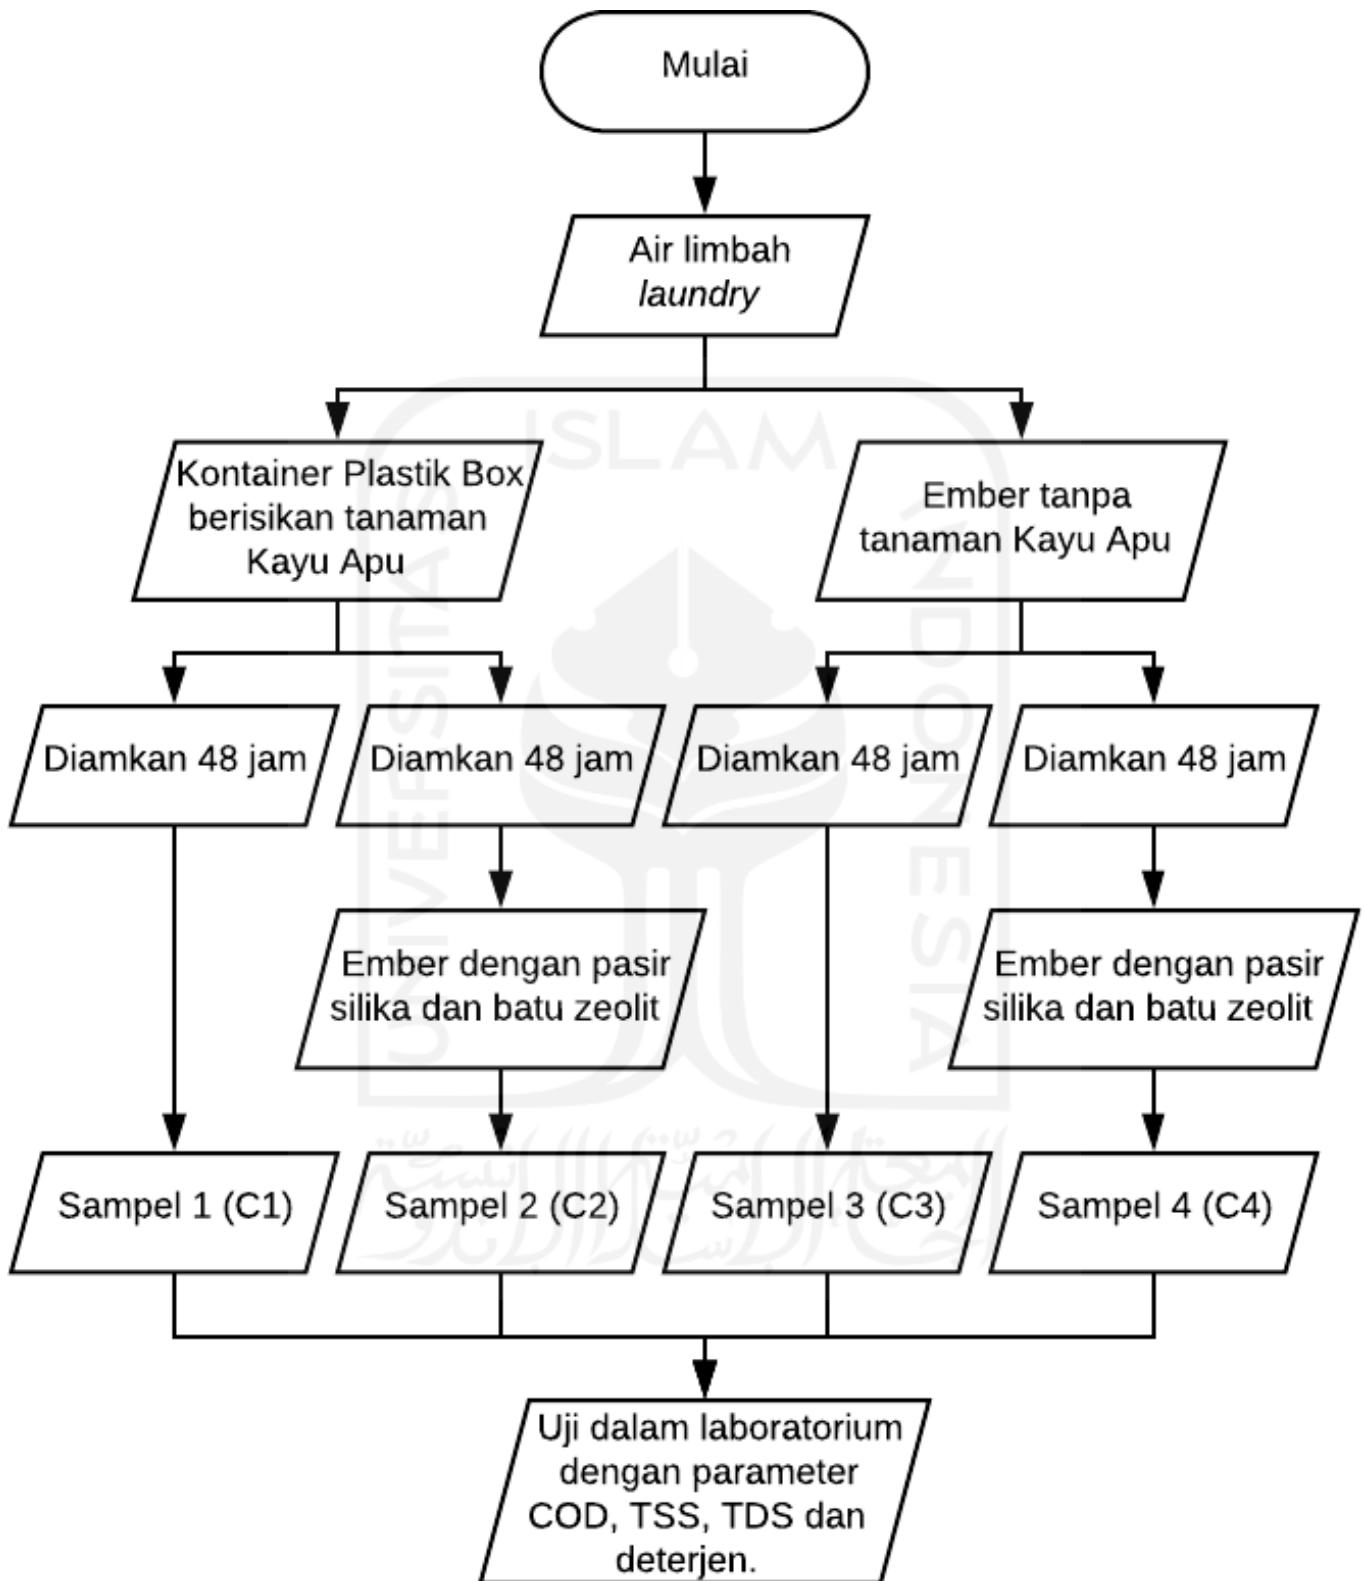 Mulai
Air limbah
laundry
Kontainer Plastik Box
berisikan tanaman
Kayu Apu
Ember tanpa
tanaman Kayu Apu
Diamkan 48 jam
Diamkan 48 jam
Diamkan 48 jam
Diamkan 48 jam
Ember dengan pasir
silika dan batu zeolit
Ember dengan pasir
silika dan batu zeolit
Sampel 1 (C1)
Sampel 2 (C2)
Sampel 3 (C3)
Sampel 4 (C4)
Uji dalam laboratorium
dengan parameter
COD, TSS, TDS dan
deterjen.
UNIVERSITAS
ISLAM
INDONESIA